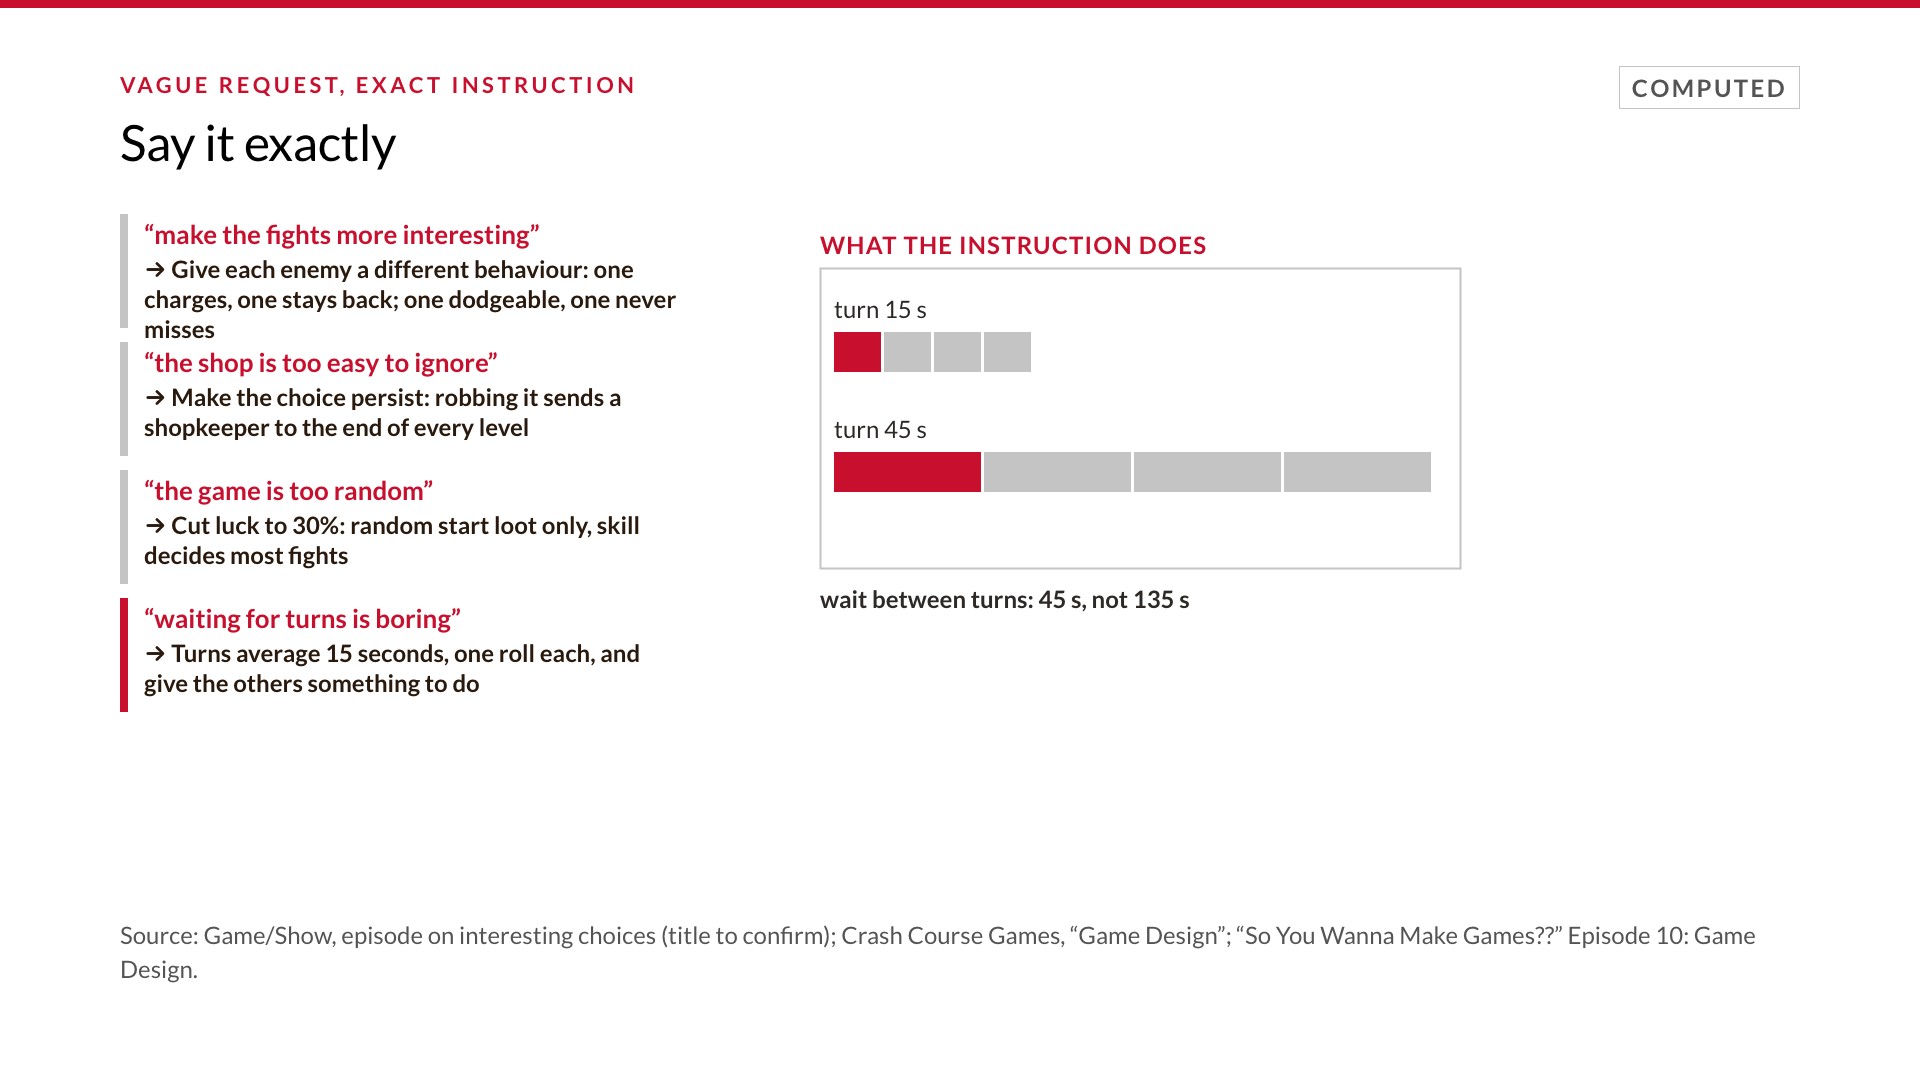 VAGUE REQUEST, EXACT INSTRUCTION
COMPUTED
Say it exactly
“make the fights more interesting”
→ Give each enemy a different behaviour: one
charges, one stays back; one dodgeable, one never
misses
“the shop is too easy to ignore”
→ Make the choice persist: robbing it sends a
shopkeeper to the end of every level
“the game is too random”
→ Cut luck to 30%: random start loot only, skill
decides most fights
“waiting for turns is boring”
→ Turns average 15 seconds, one roll each, and
give the others something to do
WHAT THE INSTRUCTION DOES
turn 15 s
turn 45 s
wait between turns: 45 s, not 135 s
Source: Game/Show, episode on interesting choices (title to confirm); Crash Course Games, “Game Design”; “So You Wanna Make Games??” Episode 10: Game
Design.